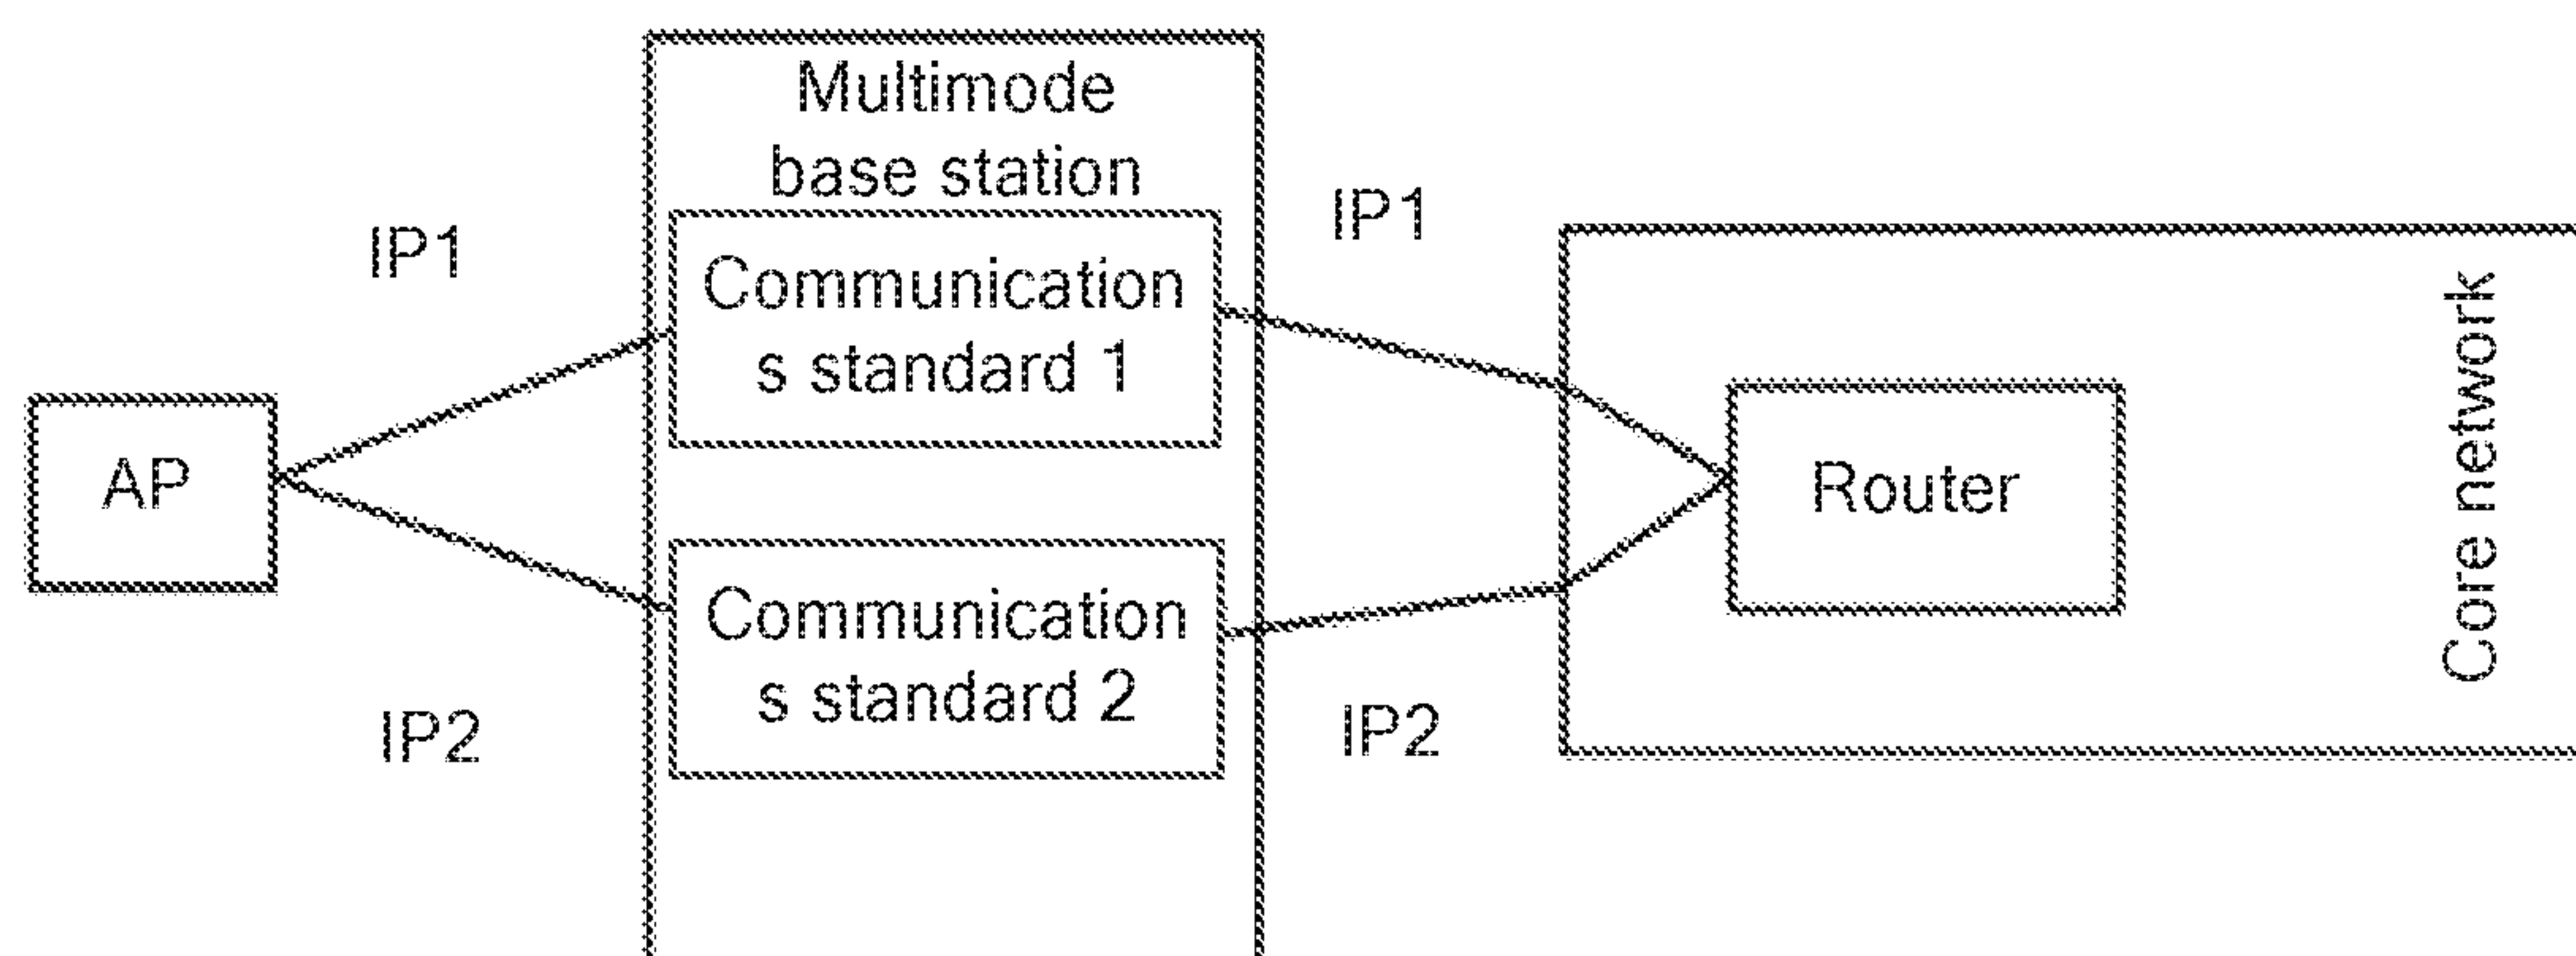 Multimode
base station
IP1
IP1
Communication
s standard 1
AP
Router
Core network
Communication
s standard 2
IP2
IP2